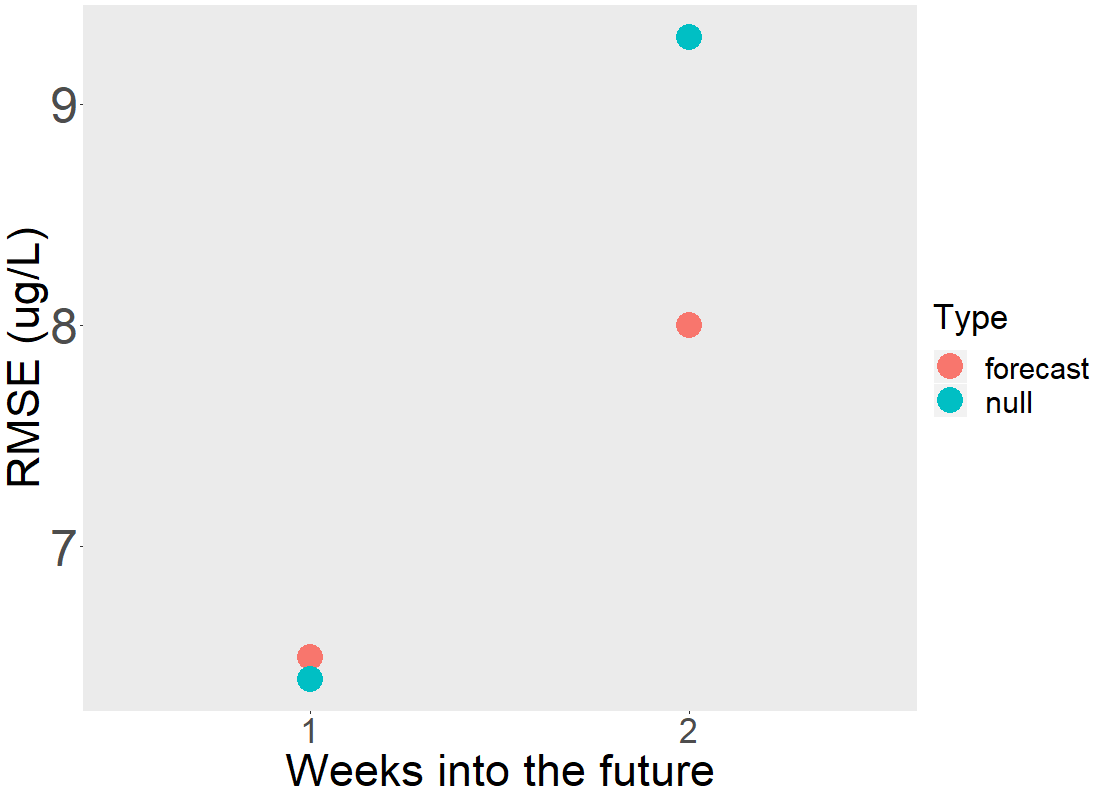 9
8
7
RMSE (ug/L)
1
2
Weeks into the future
Type
forecast
null